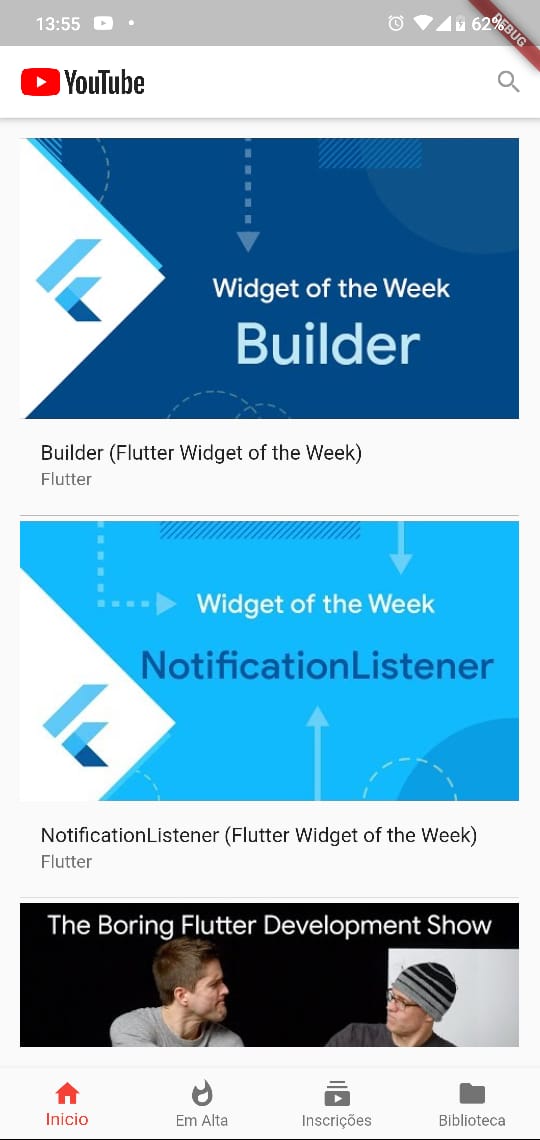 13:55
62%
DEBUG
YouTube
Widget of the Week
Builder
Builder (Flutter Widget of the Week)
Flutter
Widget of the Week
NotificationListener
NotificationListener (Flutter Widget of the Week)
Flutter
The Boring Flutter Development Show
Inicio
Em Alta
Inscrições
Biblioteca